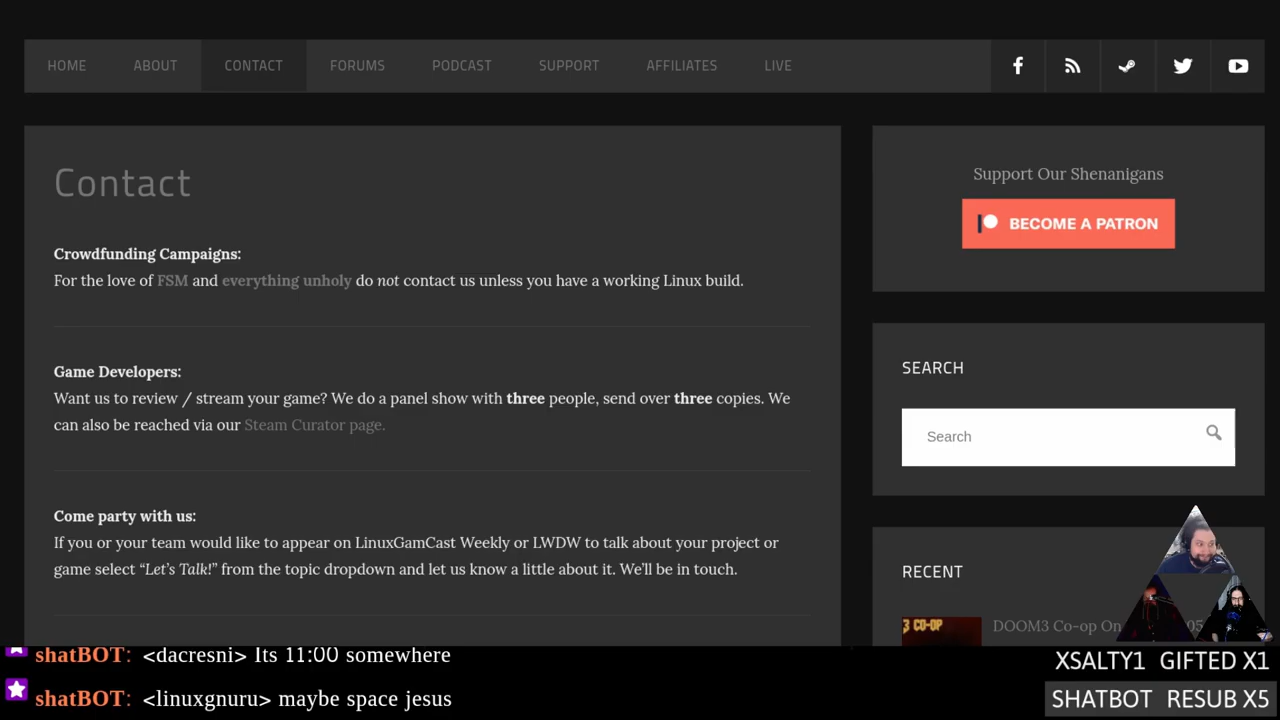 HOME ABOUT CONTACT FORUMS PODCAST SUPPORT AFFILIATES LIVE
Contact
Crowdfunding Campaigns:
For the love of FSM and everything unholy do not contact us unless you have a working Linux build.
Game Developers:
Want us to review / stream your game? We do a panel show with three people, send over three copies. We
can also be reached via our Steam Curator page.
Come party with us:
If you or your team would like to appear on LinuxGamCast Weekly or LWDW to talk about your project or
game select “Let’s Talk!” from the topic dropdown and let us know a little about it. We’ll be in touch.
Support Our Shenanigans
BECOME A PATRON
SEARCH
Search
RECENT
3 CO-OP
DOOM3 Co-op On
shatBOT: <dacresni> Its 11:00 somewhere
shatBOT: <linuxgnuru> maybe space jesus
XSALTY1 GIFTED X1
SHATBOT RESUB X5